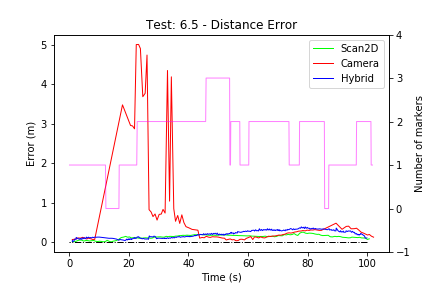 Test: 6.5 - Distance Error
Scan2D
Camera
Hybrid
Error (m)
5
4
3
2
1
0
4
3
2
1
0
−1
Number of markers
0
20
40
60
80
100
Time (s)